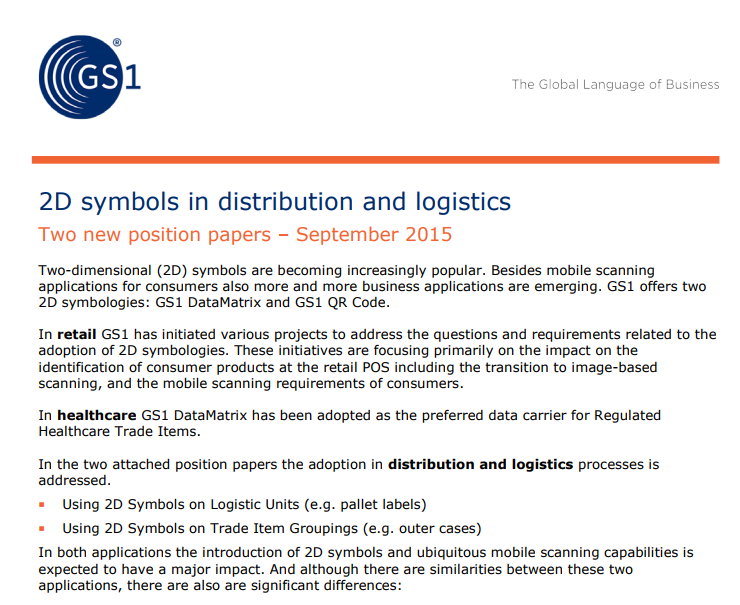 GS1
®
The Global Language of Business
2D symbols in distribution and logistics
Two new position papers – September 2015
Two-dimensional (2D) symbols are becoming increasingly popular. Besides mobile scanning
applications for consumers also more and more business applications are emerging. GS1 offers two
2D symbologies: GS1 DataMatrix and GS1 QR Code.
In retail GS1 has initiated various projects to address the questions and requirements related to the
adoption of 2D symbologies. These initiatives are focusing primarily on the impact on the
identification of consumer products at the retail POS including the transition to image-based
scanning, and the mobile scanning requirements of consumers.
In healthcare GS1 DataMatrix has been adopted as the preferred data carrier for Regulated
Healthcare Trade Items.
In the two attached position papers the adoption in distribution and logistics processes is
addressed.
▪ Using 2D Symbols on Logistic Units (e.g. pallet labels)
▪ Using 2D Symbols on Trade Item Groupings (e.g. outer cases)
In both applications the introduction of 2D symbols and ubiquitous mobile scanning capabilities is
expected to have a major impact. And although there are similarities between these two
applications, there are also are significant differences: